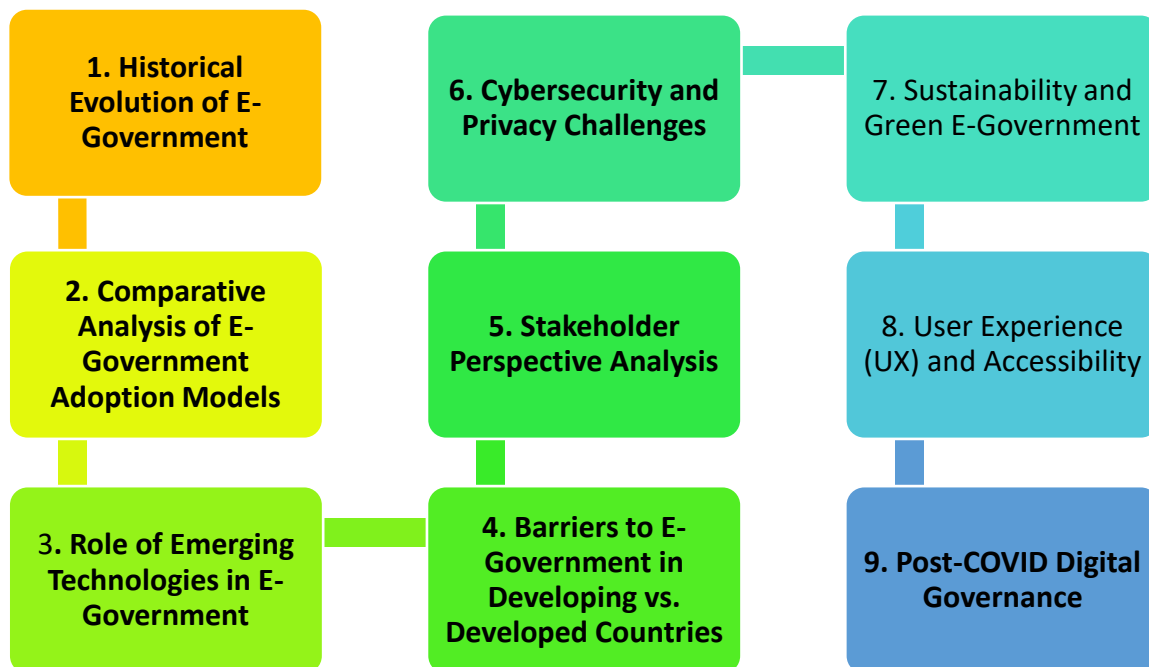 1. Historical
Evolution of E-
Government
2. Comparative
Analysis of E-
Government
Adoption Models
3. Role of Emerging
Technologies in E-
Government
4. Barriers to E-
Government in
Developing vs.
Developed Countries
5. Stakeholder
Perspective Analysis
6. Cybersecurity and
Privacy Challenges
7. Sustainability and
Green E-Government
8. User Experience
(UX) and Accessibility
9. Post-COVID Digital
Governance